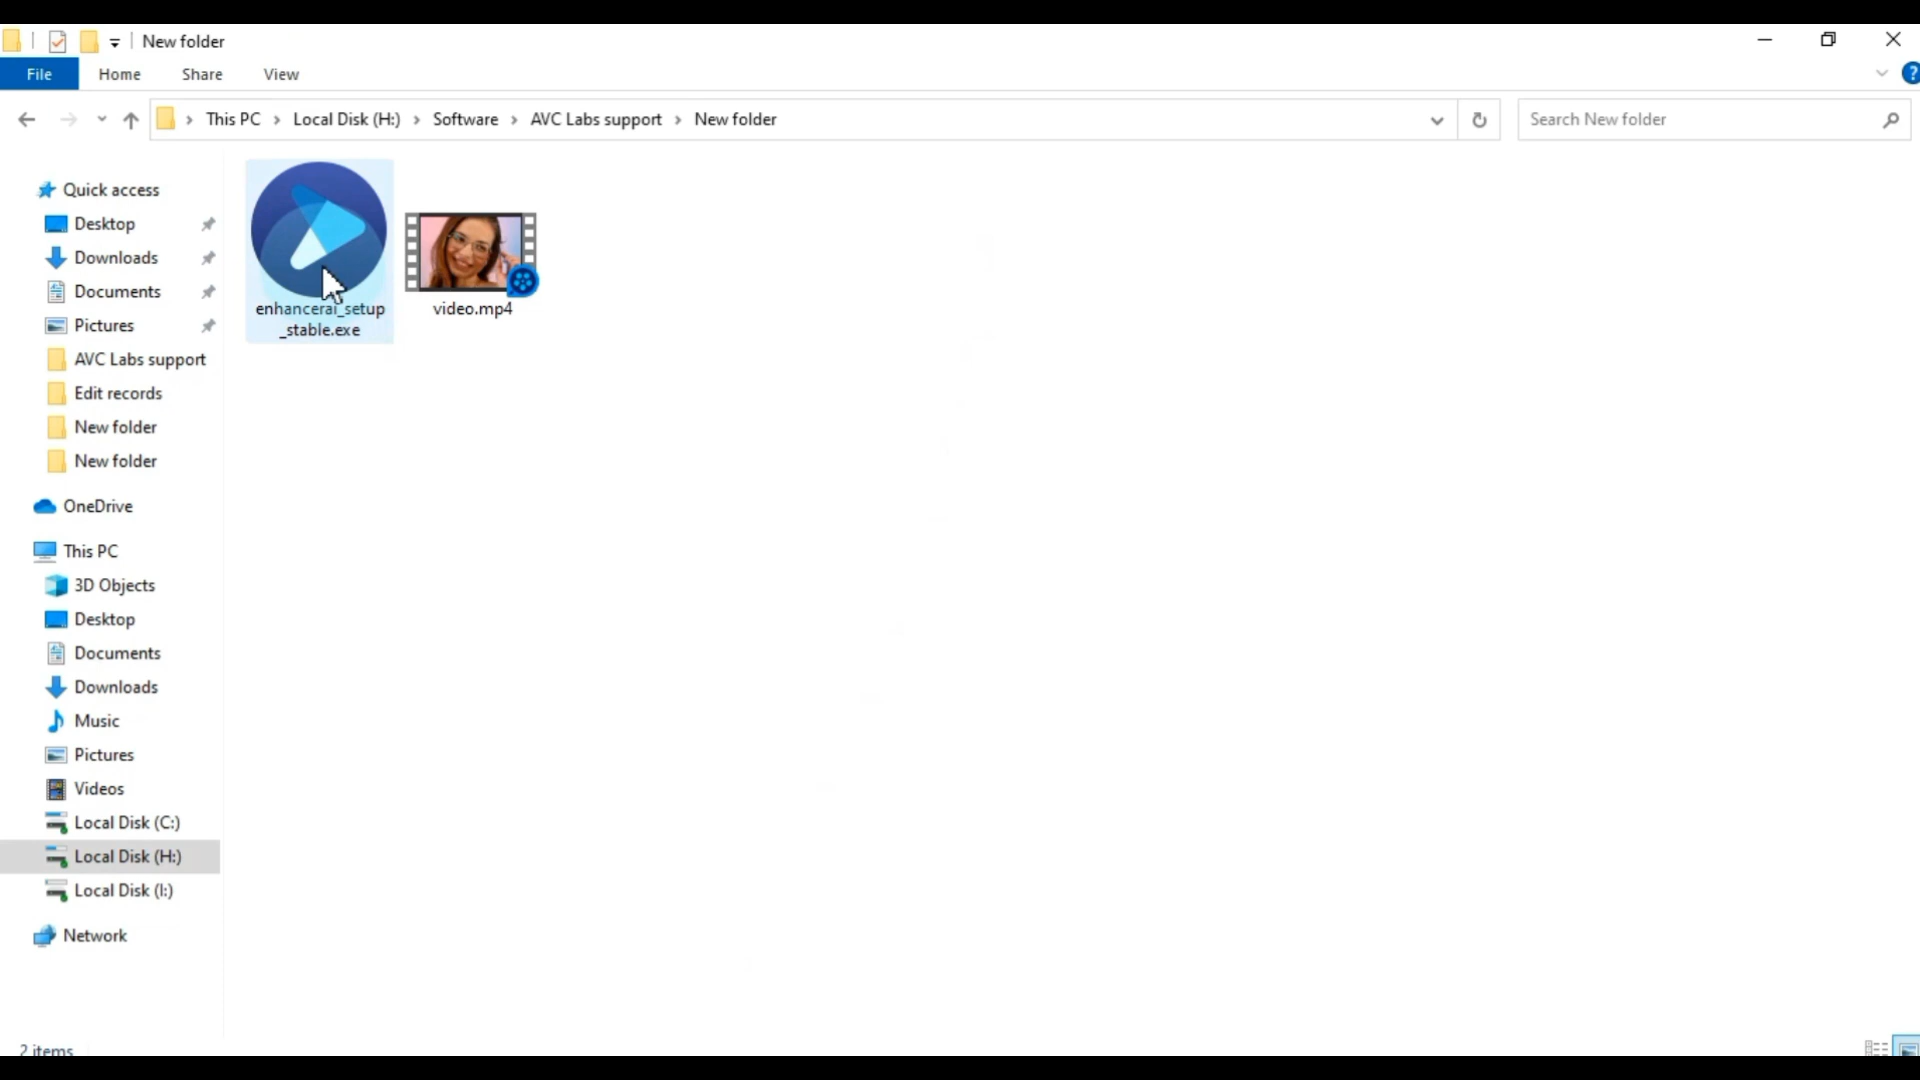 New folder
File Home Share View
This PC Local Disk (H:) Software AVC Labs support New folder
Search New folder
Quick access
Desktop
Downloads
Documents
Pictures
AVC Labs support
Edit records
New folder
New folder
OneDrive
This PC
3D Objects
Desktop
Documents
Downloads
Music
Pictures
Videos
Local Disk (C:)
Local Disk (H:)
Local Disk (I:)
Network
enhancerai_setup
_stable.exe
video.mp4
2 items